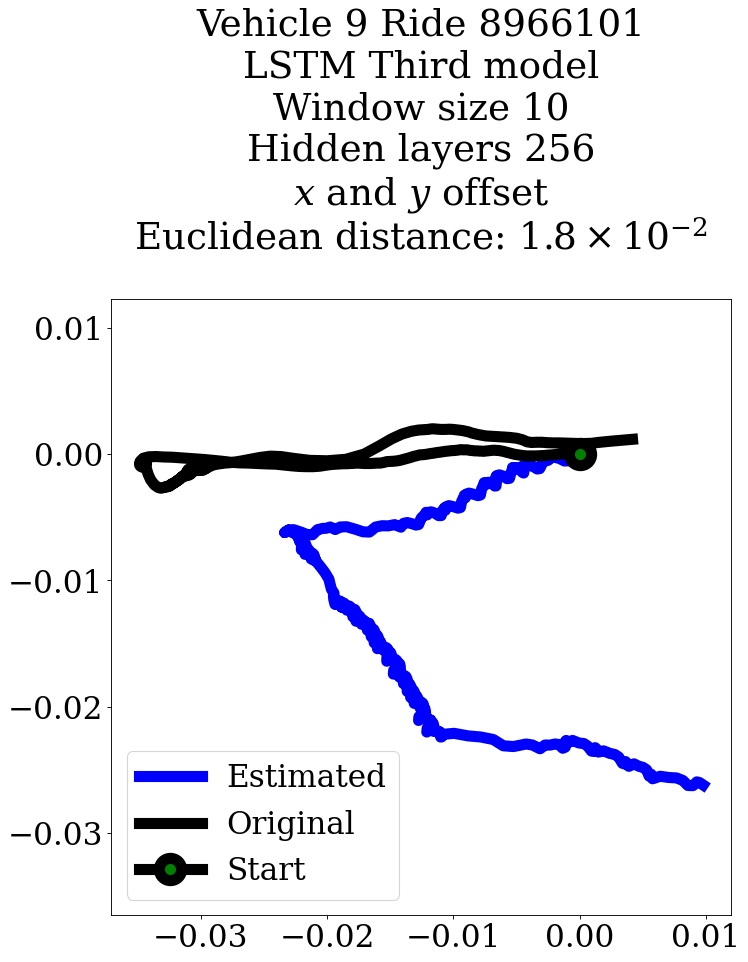 Vehicle 9 Ride 8966101
LSTM Third model
Window size 10
Hidden layers 256
x and y offset
Euclidean distance: 1.8 × 10⁻²
0.01
0.00
−0.01
−0.02
−0.03
Estimated
Original
Start
−0.03 −0.02 −0.01 0.00 0.01